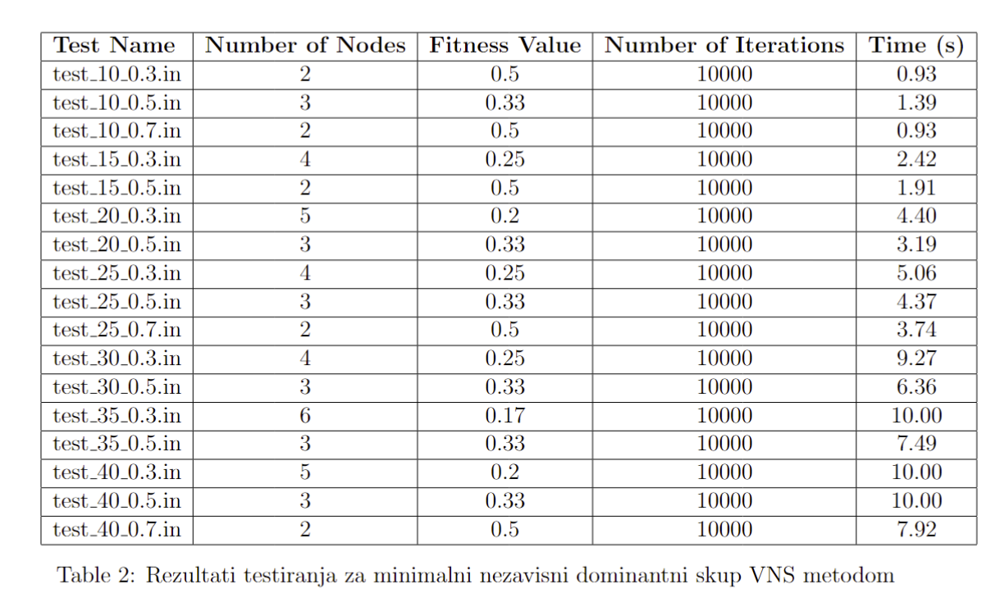 Test Name Number of Nodes Fitness Value Number of Iterations Time (s)
test_10_0.3.in 2 0.5 10000 0.93
test_10_0.5.in 3 0.33 10000 1.39
test_10_0.7.in 2 0.5 10000 0.93
test_15_0.3.in 4 0.25 10000 2.42
test_15_0.5.in 2 0.5 10000 1.91
test_20_0.3.in 5 0.2 10000 4.40
test_20_0.5.in 3 0.33 10000 3.19
test_25_0.3.in 4 0.25 10000 5.06
test_25_0.5.in 3 0.33 10000 4.37
test_25_0.7.in 2 0.5 10000 3.74
test_30_0.3.in 4 0.25 10000 9.27
test_30_0.5.in 3 0.33 10000 6.36
test_35_0.3.in 6 0.17 10000 10.00
test_35_0.5.in 3 0.33 10000 7.49
test_40_0.3.in 5 0.2 10000 10.00
test_40_0.5.in 3 0.33 10000 10.00
test_40_0.7.in 2 0.5 10000 7.92
Table 2: Rezultati testiranja za minimalni nezavisni dominantni skup VNS metodom